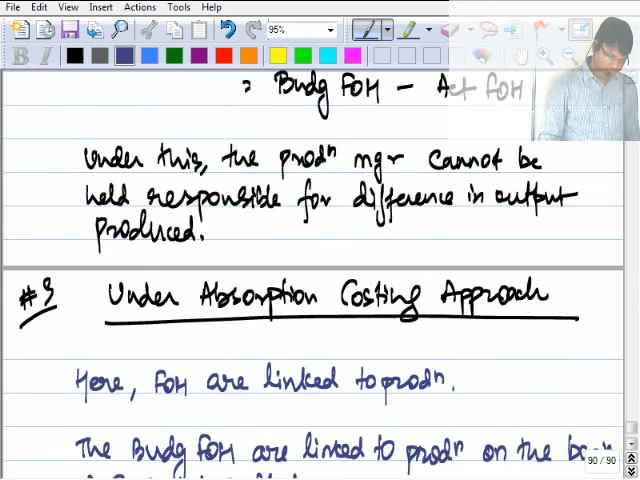 File Edit View Insert Actions Tools Help
95%
= Budg FOH - Act FOH
Under this, the prodn mgr cannot be
held responsible for difference in output
produced.
# 3 Under Absorption Costing Approach
Here, FOH are linked to prodn.
The Budg FOH are linked to prodn on the
90 / 90